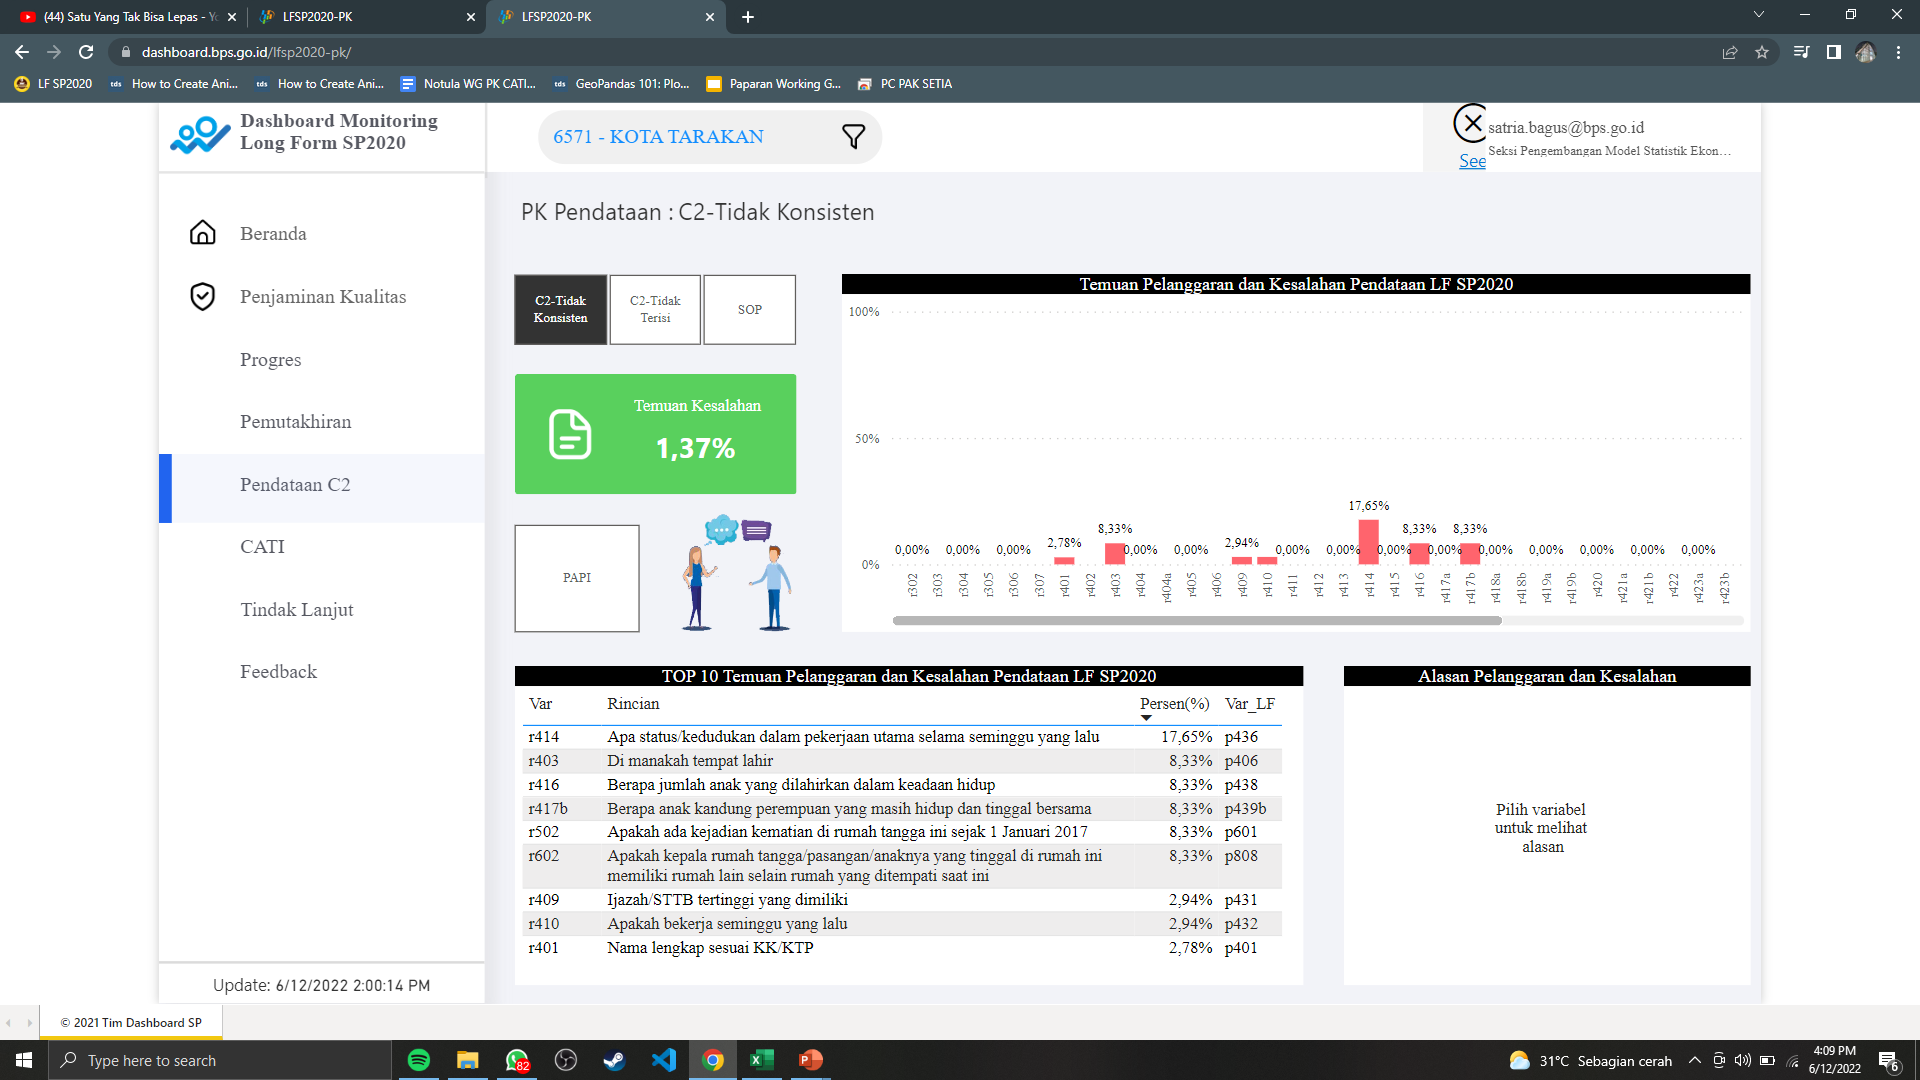 (44) Satu Yang Tak Bisa Lepas - Y
LFSP2020-PK
LFSP2020-PK
dashboard.bps.go.id/lfsp2020-pk/
LF SP2020
tds How to Create Ani...
tds How to Create Ani...
Notula WG PK CATI...
tds GeoPandas 101: Plo...
Paparan Working G...
PC PAK SETIA
Dashboard Monitoring
Long Form SP2020
6571 - KOTA TARAKAN
satria.bagus@bps.go.id
Seksi Pengembangan Model Statistik Ekon...
See
Beranda
Penjaminan Kualitas
Progres
Pemutakhiran
Pendataan C2
CATI
Tindak Lanjut
Feedback
Update: 6/12/2022 2:00:14 PM
PK Pendataan : C2-Tidak Konsisten
C2-Tidak
Konsisten
C2-Tidak
Terisi
SOP
Temuan Kesalahan
1,37%
PAPI
Temuan Pelanggaran dan Kesalahan Pendataan LF SP2020
100%
50%
0%
0,00% 0,00% 0,00% 2,78% 8,33% 0,00% 0,00% 2,94% 0,00% 0,00% 17,65% 0,00% 8,33% 0,00% 8,33% 0,00% 0,00% 0,00% 0,00% 0,00%
r302 r303 r304 r305 r306 r307 r401 r402 r403 r404 r404a r405 r406 r409 r410 r411 r412 r413 r414 r415 r416 r417a r417b r418a r418b r419a r419b r420 r421a r421b r422 r423a r423b
TOP 10 Temuan Pelanggaran dan Kesalahan Pendataan LF SP2020
Var Rincian Persen(%) Var_LF
r414 Apa status/kedudukan dalam pekerjaan utama selama seminggu yang lalu 17,65% p436
r403 Di manakah tempat lahir 8,33% p406
r416 Berapa jumlah anak yang dilahirkan dalam keadaan hidup 8,33% p438
r417b Berapa anak kandung perempuan yang masih hidup dan tinggal bersama 8,33% p439b
r502 Apakah ada kejadian kematian di rumah tangga ini sejak 1 Januari 2017 8,33% p601
r602 Apakah kepala rumah tangga/pasangan/anaknya yang tinggal di rumah ini 8,33% p808
memiliki rumah lain selain rumah yang ditempati saat ini
r409 Ijazah/STTB tertinggi yang dimiliki 2,94% p431
r410 Apakah bekerja seminggu yang lalu 2,94% p432
r401 Nama lengkap sesuai KK/KTP 2,78% p401
Alasan Pelanggaran dan Kesalahan
Pilih variabel
untuk melihat
alasan
© 2021 Tim Dashboard SP
Type here to search
82
31°C Sebagian cerah
4:09 PM
6/12/2022
6